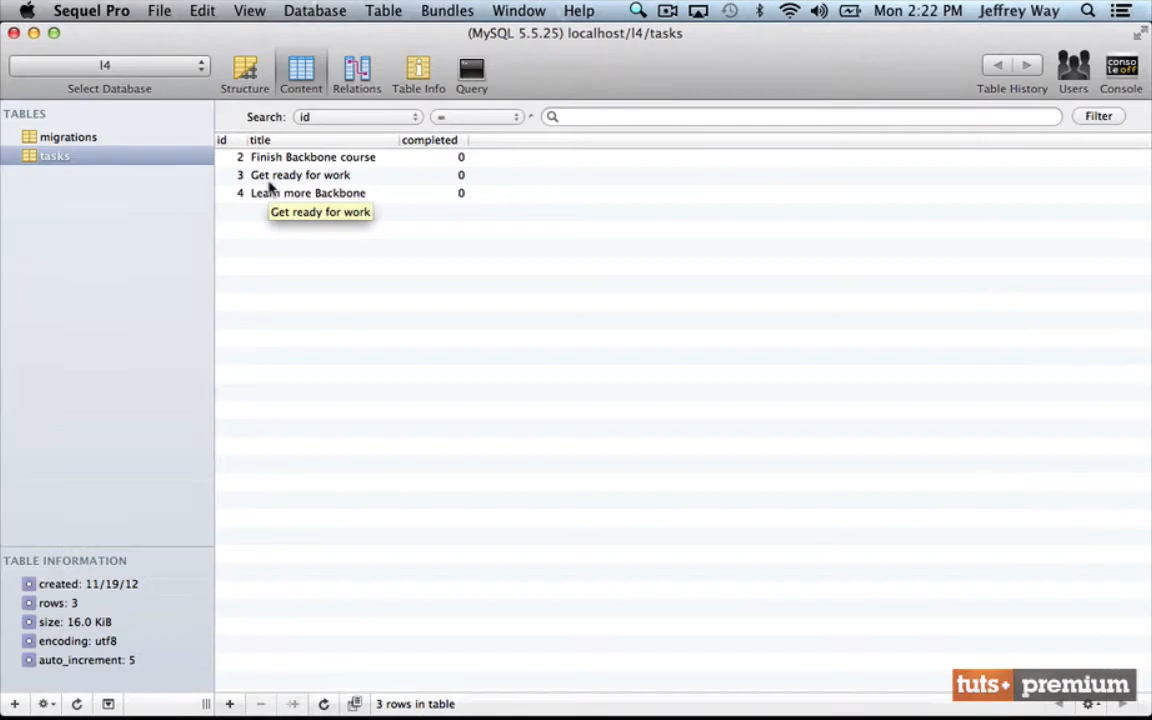 Sequel Pro File Edit View Database Table Bundles Window Help Mon 2:22 PM Jeffrey Way
(MySQL 5.5.25) localhost/l4/tasks
l4
Select Database Structure Content Relations Table Info Query Table History Users Console
conso
le off
TABLES
migrations
tasks
Search: id = Filter
id title completed
2 Finish Backbone course 0
3 Get ready for work 0
4 Learn more Backbone 0
Get ready for work
TABLE INFORMATION
created: 11/19/12
rows: 3
size: 16.0 KiB
encoding: utf8
auto_increment: 5
3 rows in table
tuts+ premium